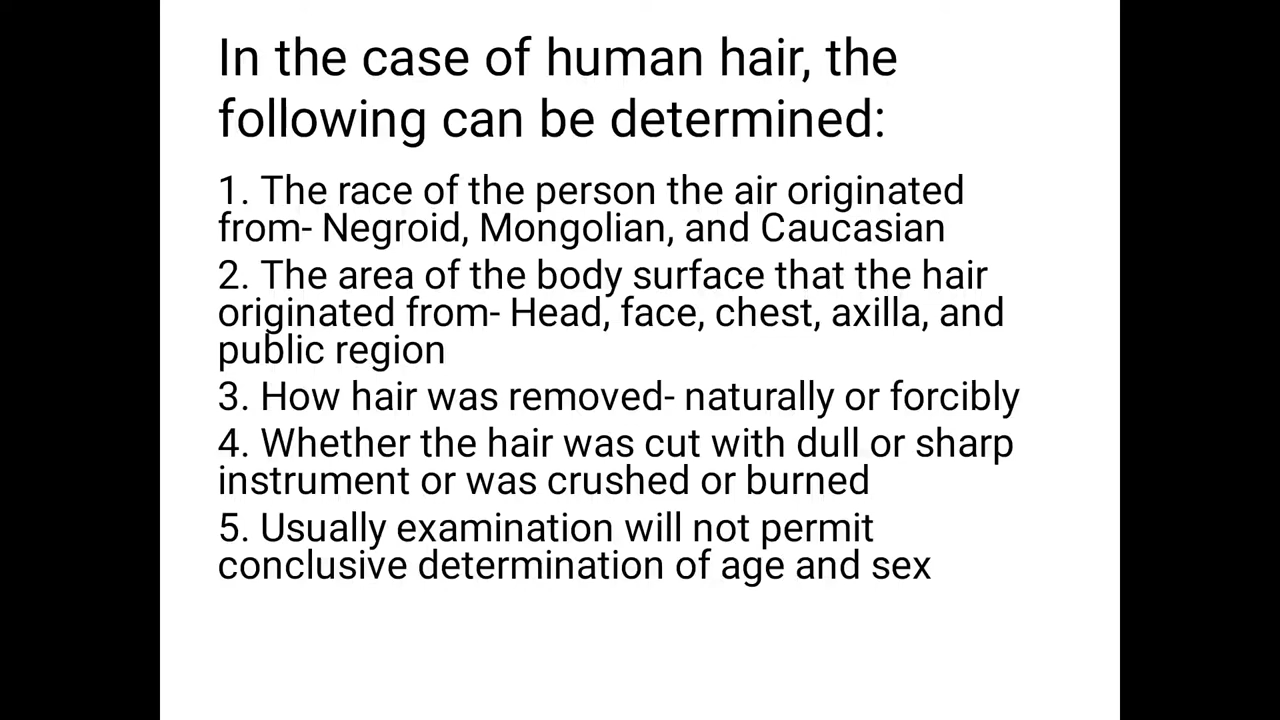 In the case of human hair, the
following can be determined:
1. The race of the person the air originated
from- Negroid, Mongolian, and Caucasian
2. The area of the body surface that the hair
originated from- Head, face, chest, axilla, and
public region
3. How hair was removed- naturally or forcibly
4. Whether the hair was cut with dull or sharp
instrument or was crushed or burned
5. Usually examination will not permit
conclusive determination of age and sex